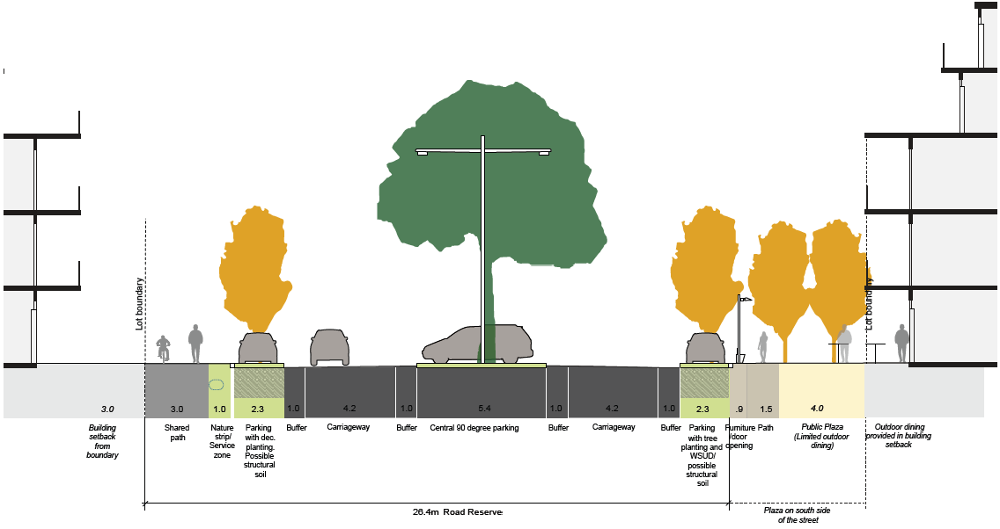 Lot boundary
Lot boundary
3.0
3.0
1.0
2.3
1.0
4.2
1.0
5.4
1.0
4.2
1.0
2.3
.9
1.5
4.0
Building
setback
from
boundary
Shared
path
Nature
strip/
Service
zone
Parking
with dec.
planting.
Possible
structural
soil
Buffer
Carriageway
Buffer
Central 90 degree parking
Buffer
Carriageway
Buffer
Parking
with tree
planting and
WSUD/
possible
structural
soil
Furniture
/door
opening
Path
Public Plaza
(Limited outdoor
dining)
Outdoor dining
provided in building
setback
26.4m Road Reserve
Plaza on south side
of the street